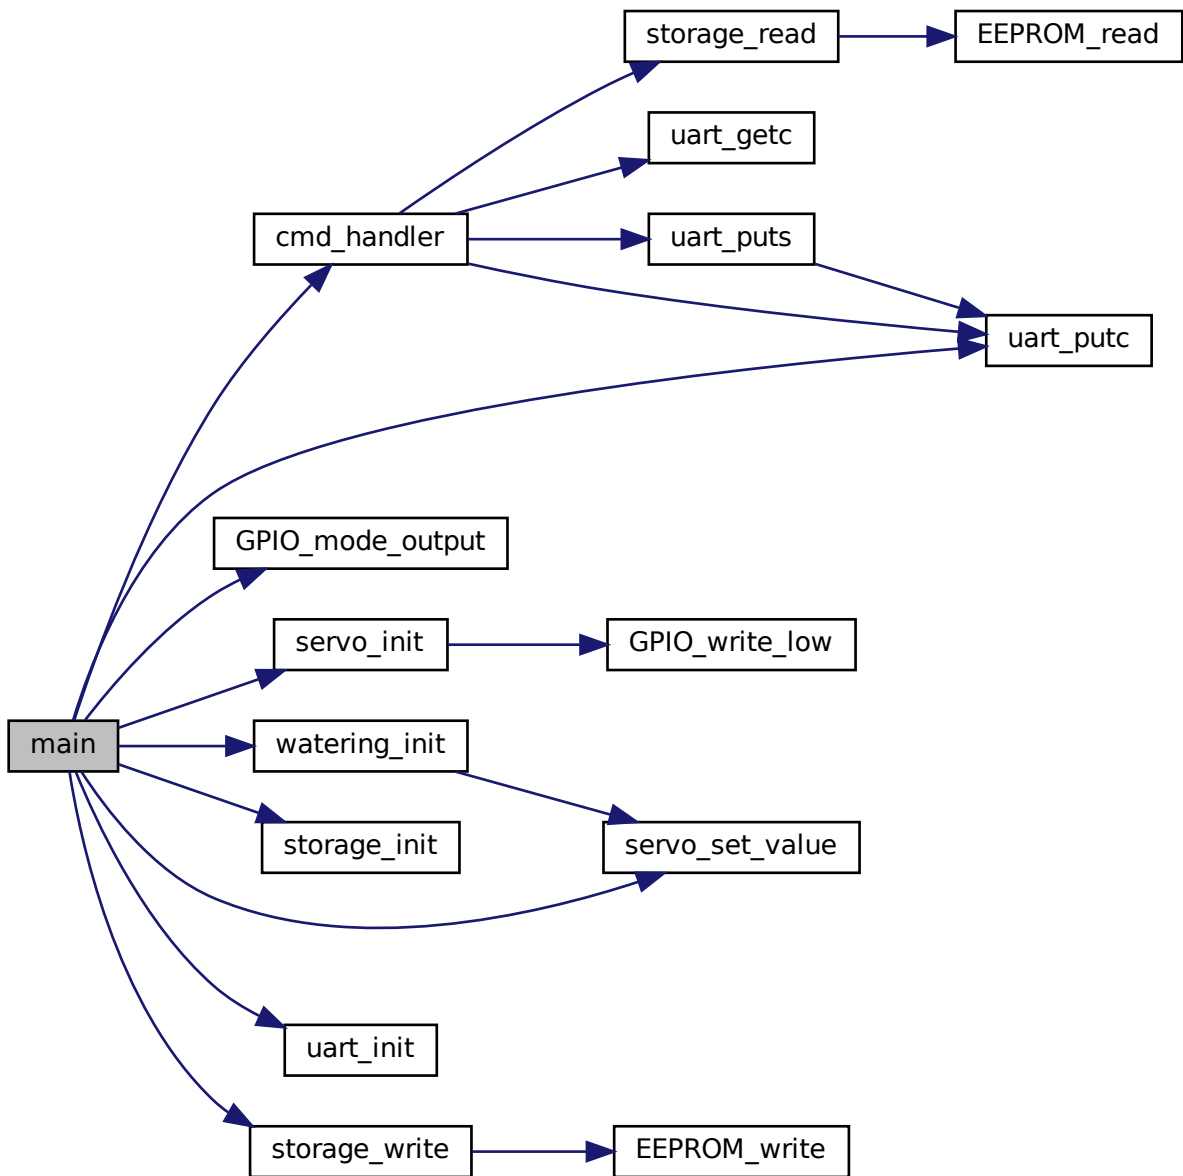 storage_read
EEPROM_read
uart_getc
cmd_handler
uart_puts
uart_putc
GPIO_mode_output
servo_init
GPIO_write_low
main
watering_init
storage_init
servo_set_value
uart_init
storage_write
EEPROM_write